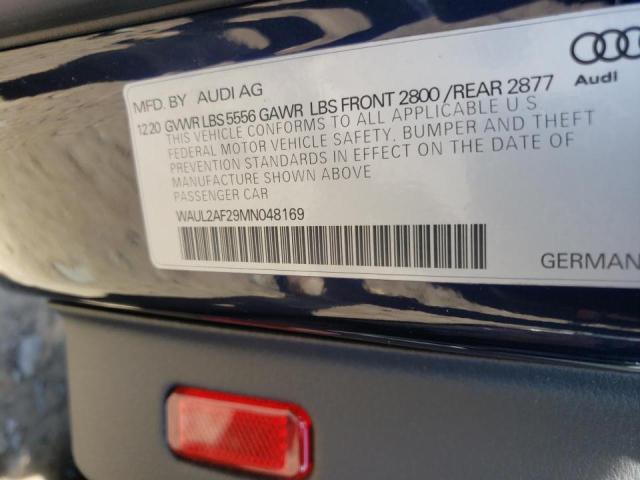 MFD. BY AUDI AG
Audi
12 20 GVWR LBS 5556 GAWR LBS FRONT 2800 /REAR 2877
THIS VEHICLE CONFORMS TO ALL APPLICABLE U S
FEDERAL MOTOR VEHICLE SAFETY, BUMPER AND THEFT
PREVENTION STANDARDS IN EFFECT ON THE DATE OF
MANUFACTURE SHOWN ABOVE
PASSENGER CAR
WAUL2AF29MN048169
GERMAN